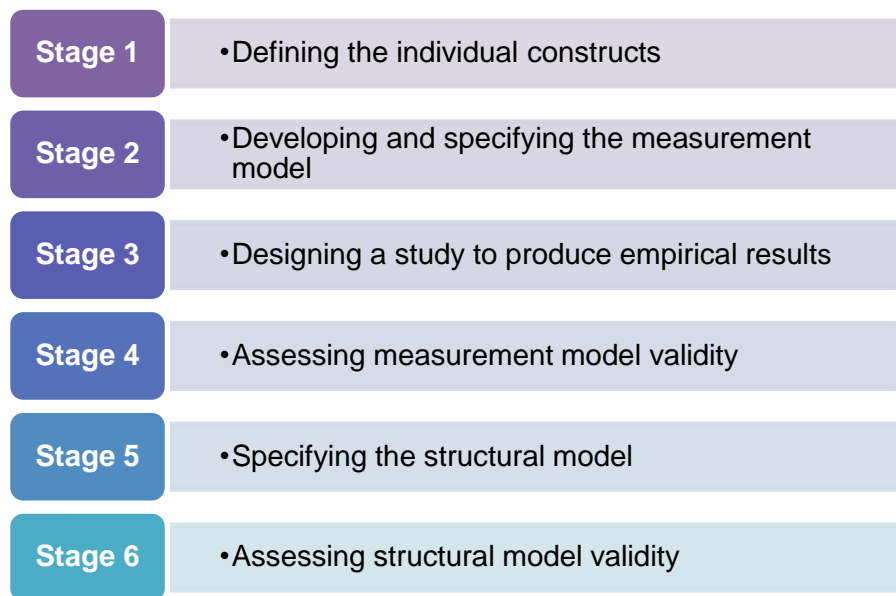 Stage 1
•Defining the individual constructs
Stage 2
•Developing and specifying the measurement
model
Stage 3
•Designing a study to produce empirical results
Stage 4
•Assessing measurement model validity
Stage 5
•Specifying the structural model
Stage 6
•Assessing structural model validity